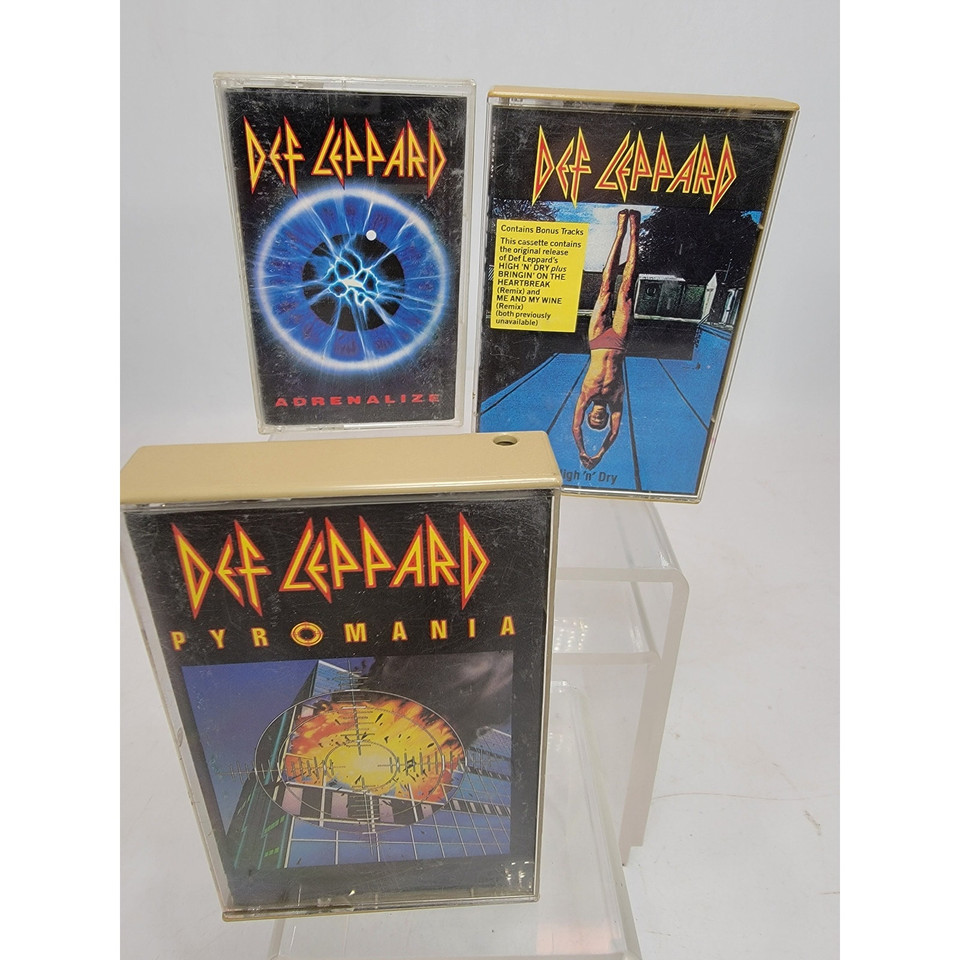 DEF LEPPARD
ADRENALIZE
DEF LEPPARD
Contains Bonus Tracks
This cassette contains
the original release
of Def Leppard's
HIGH 'N' DRY plus
BRINGIN' ON THE
HEARTBREAK
(Remix) and
ME AND MY WINE
(Remix)
(both previously
unavailable)
High 'n' Dry
DEF LEPPARD
PYROMANIA